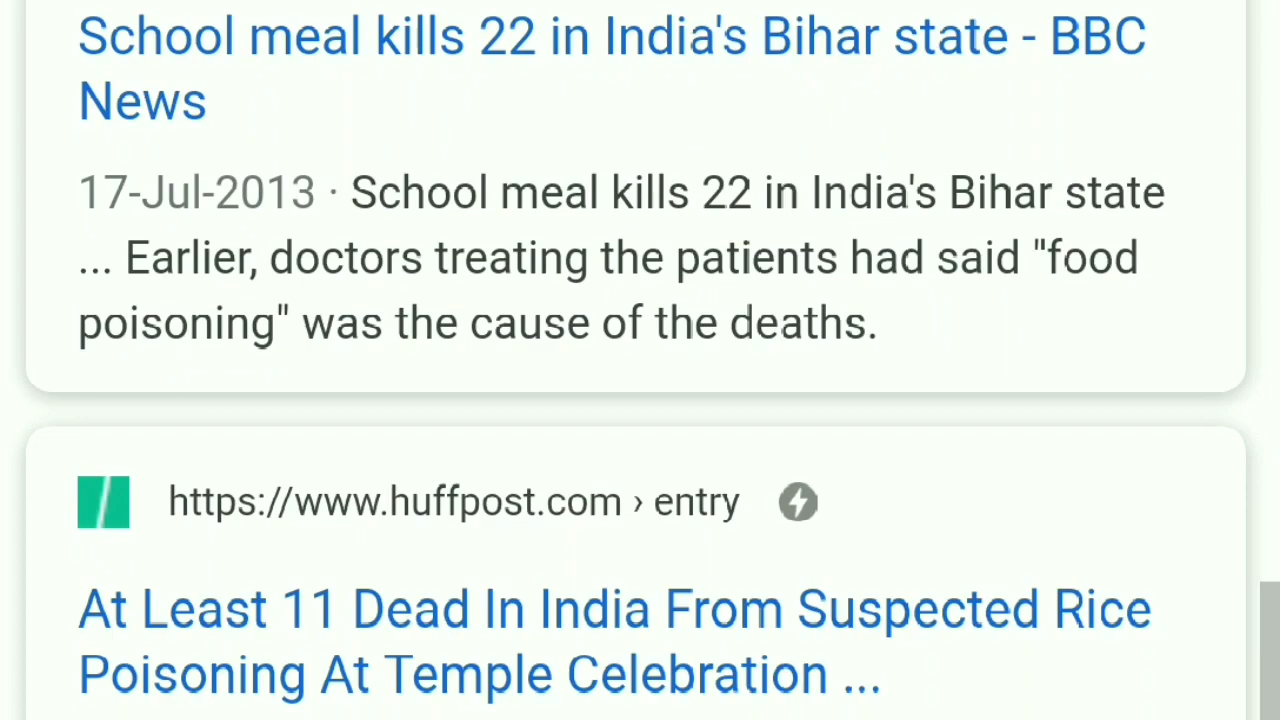 School meal kills 22 in India's Bihar state - BBC
News
17-Jul-2013 · School meal kills 22 in India's Bihar state
... Earlier, doctors treating the patients had said "food
poisoning" was the cause of the deaths.
https://www.huffpost.com › entry
At Least 11 Dead In India From Suspected Rice
Poisoning At Temple Celebration ...